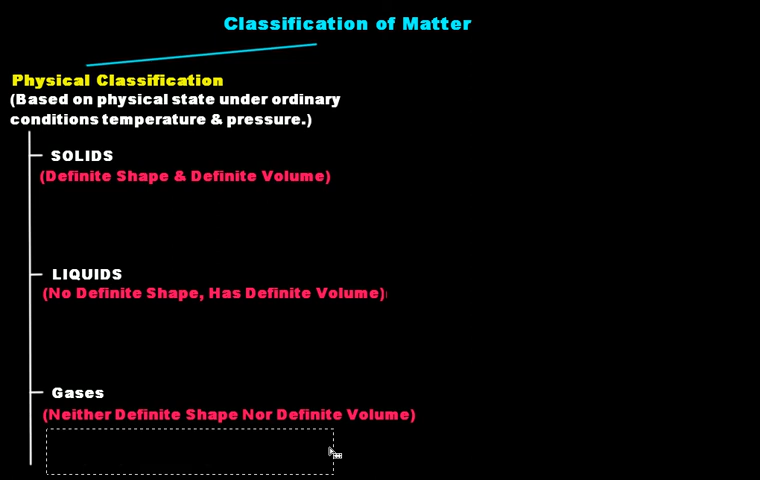 Classification of Matter
Physical Classification
(Based on physical state under ordinary
conditions temperature & pressure.)
SOLIDS
(Definite Shape & Definite Volume)
LIQUIDS
(No Definite Shape, Has Definite Volume)
Gases
(Neither Definite Shape Nor Definite Volume)